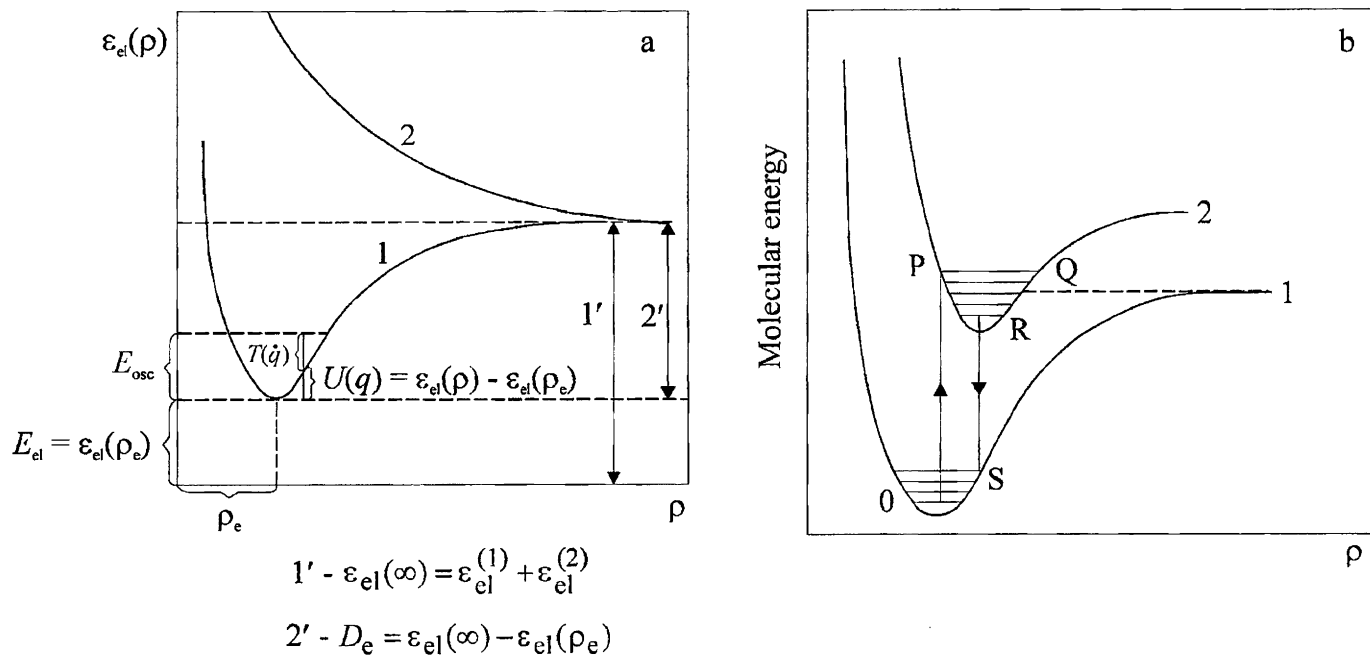 ε_el(ρ)
a
2
1
1′
2′
T(q̇)
E_osc
U(q) = ε_el(ρ) - ε_el(ρ_e)
E_el = ε_el(ρ_e)
ρ_e
ρ
1′ - ε_el(∞) = ε_el^(1) + ε_el^(2)
2′ - D_e = ε_el(∞) − ε_el(ρ_e)
b
Molecular energy
2
P
Q
1
R
S
0
ρ